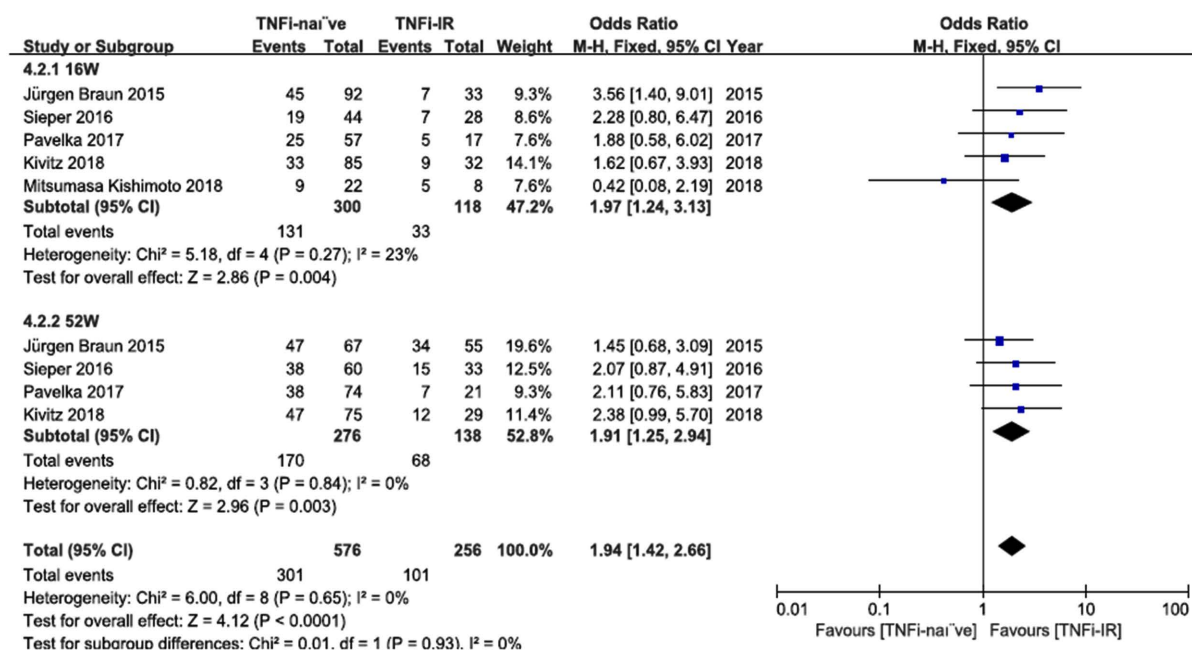 TNFi-naı¨ve TNFi-IR Odds Ratio Odds Ratio
Study or Subgroup Events Total Events Total Weight M-H, Fixed, 95% CI Year M-H, Fixed, 95% CI
4.2.1 16W
Jürgen Braun 2015 45 92 7 33 9.3% 3.56 [1.40, 9.01] 2015
Sieper 2016 19 44 7 28 8.6% 2.28 [0.80, 6.47] 2016
Pavelka 2017 25 57 5 17 7.6% 1.88 [0.58, 6.02] 2017
Kivitz 2018 33 85 9 32 14.1% 1.62 [0.67, 3.93] 2018
Mitsumasa Kishimoto 2018 9 22 5 8 7.6% 0.42 [0.08, 2.19] 2018
Subtotal (95% CI) 300 118 47.2% 1.97 [1.24, 3.13]
Total events 131 33
Heterogeneity: Chi² = 5.18, df = 4 (P = 0.27); I² = 23%
Test for overall effect: Z = 2.86 (P = 0.004)
4.2.2 52W
Jürgen Braun 2015 47 67 34 55 19.6% 1.45 [0.68, 3.09] 2015
Sieper 2016 38 60 15 33 12.5% 2.07 [0.87, 4.91] 2016
Pavelka 2017 38 74 7 21 9.3% 2.11 [0.76, 5.83] 2017
Kivitz 2018 47 75 12 29 11.4% 2.38 [0.99, 5.70] 2018
Subtotal (95% CI) 276 138 52.8% 1.91 [1.25, 2.94]
Total events 170 68
Heterogeneity: Chi² = 0.82, df = 3 (P = 0.84); I² = 0%
Test for overall effect: Z = 2.96 (P = 0.003)
Total (95% CI) 576 256 100.0% 1.94 [1.42, 2.66]
Total events 301 101
Heterogeneity: Chi² = 6.00, df = 8 (P = 0.65); I² = 0%
Test for overall effect: Z = 4.12 (P < 0.0001)
Test for subgroup differences: Chi² = 0.01, df = 1 (P = 0.93), I² = 0%
0.01 0.1 1 10 100
Favours [TNFi-naı¨ve] Favours [TNFi-IR]